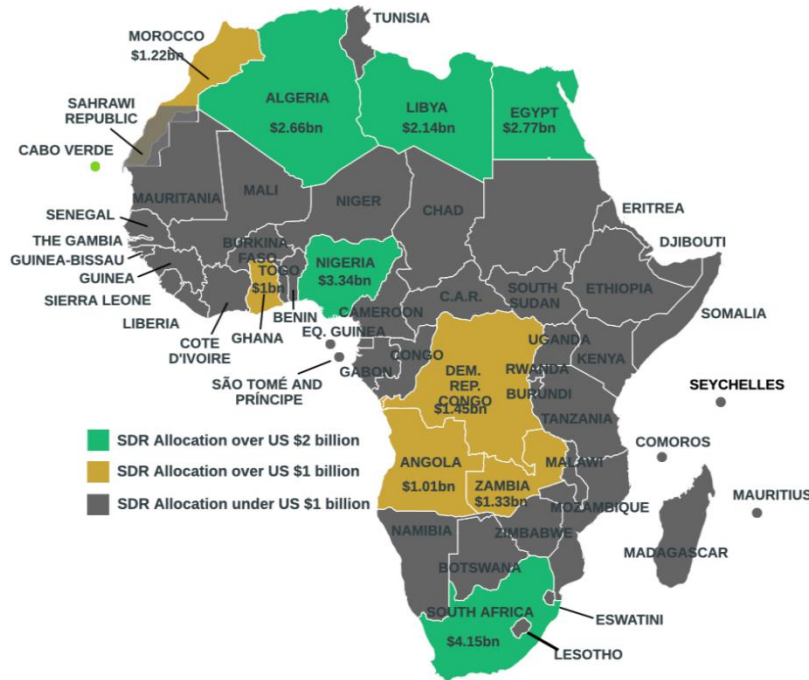 TUNISIA
MOROCCO
$1.22bn
ALGERIA
$2.66bn
LIBYA
$2.14bn
EGYPT
$2.77bn
SAHRAWI
REPUBLIC
CABO VERDE
MAURITANIA
MALI
NIGER
CHAD
ERITREA
SENEGAL
THE GAMBIA
GUINEA-BISSAU
GUINEA
SIERRA LEONE
LIBERIA
BURKINA
FASO
TOGO
$1bn
NIGERIA
$3.34bn
DJIBOUTI
ETHIOPIA
SOMALIA
SOUTH
SUDAN
C.A.R.
CAMEROON
BENIN
GHANA
COTE
D'IVOIRE
EQ. GUINEA
GABON
CONGO
SÃO TOMÉ AND
PRÍNCIPE
UGANDA
KENYA
RWANDA
BURUNDI
DEM.
REP.
CONGO
$1.45bn
TANZANIA
SEYCHELLES
SDR Allocation over US $2 billion
SDR Allocation over US $1 billion
SDR Allocation under US $1 billion
ANGOLA
$1.01bn
ZAMBIA
$1.33bn
MALAWI
COMOROS
MOZAMBIQUE
MAURITIUS
NAMIBIA
ZIMBABWE
BOTSWANA
MADAGASCAR
SOUTH AFRICA
$4.15bn
ESWATINI
LESOTHO